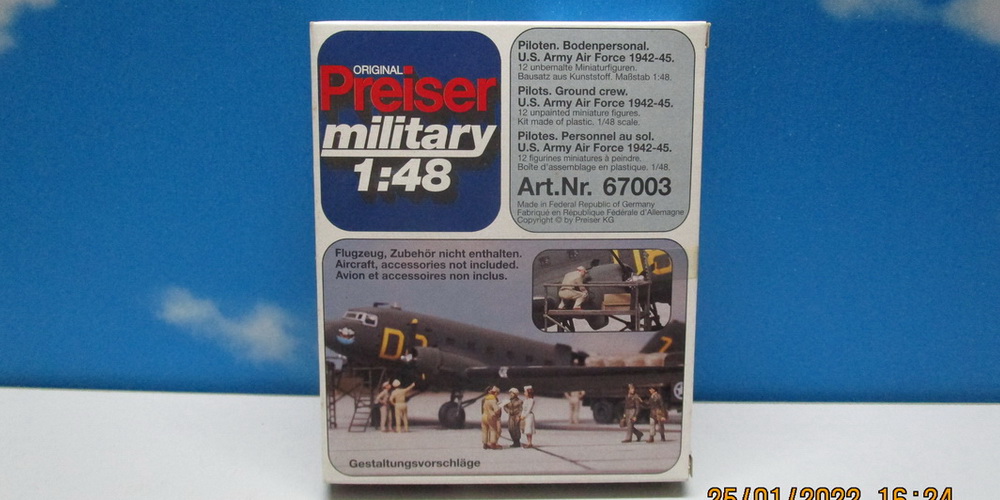 ORIGINAL
Preiser
military
1:48
Piloten. Bodenpersonal.
U.S. Army Air Force 1942-45.
12 unbemalte Miniaturfiguren.
Bausatz aus Kunststoff. Maßstab 1:48.
Pilots. Ground crew.
U.S. Army Air Force 1942-45.
12 unpainted miniature figures.
Kit made of plastic. 1/48 scale.
Pilotes. Personnel au sol.
U.S. Army Air Force 1942-45.
12 figurines miniatures à peindre.
Boîte d'assemblage en plastique. 1/48.
Art.Nr. 67003
Made in Federal Republic of Germany
Fabriqué en République Fédérale d'Allemagne
Copyright © by Preiser KG
Flugzeug, Zubehör nicht enthalten.
Aircraft, accessories not included.
Avion et accessoires non inclus.
Gestaltungsvorschläge
25/01/2022 16:24